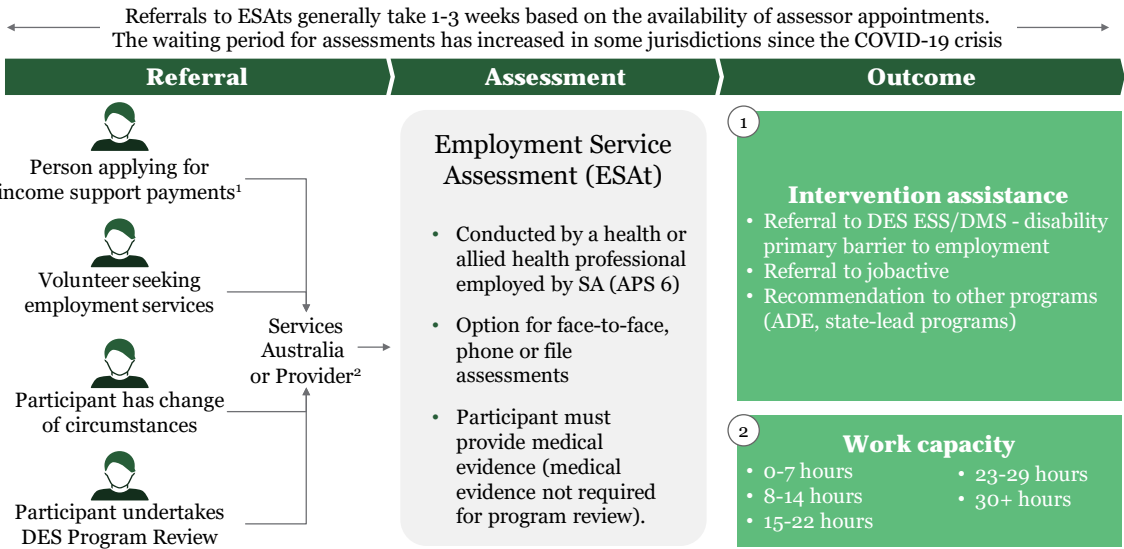 Referrals to ESAts generally take 1-3 weeks based on the availability of assessor appointments.
The waiting period for assessments has increased in some jurisdictions since the COVID-19 crisis
Referral
Assessment
Outcome
Person applying for
income support payments¹
Volunteer seeking
employment services
Participant has change
of circumstances
Participant undertakes
DES Program Review
Services
Australia
or Provider²
Employment Service
Assessment (ESAt)
• Conducted by a health or
allied health professional
employed by SA (APS 6)
• Option for face-to-face,
phone or file
assessments
• Participant must
provide medical
evidence (medical
evidence not required
for program review).
1
Intervention assistance
• Referral to DES ESS/DMS - disability
primary barrier to employment
• Referral to jobactive
• Recommendation to other programs
(ADE, state-lead programs)
2
Work capacity
• 0-7 hours
• 8-14 hours
• 15-22 hours
• 23-29 hours
• 30+ hours